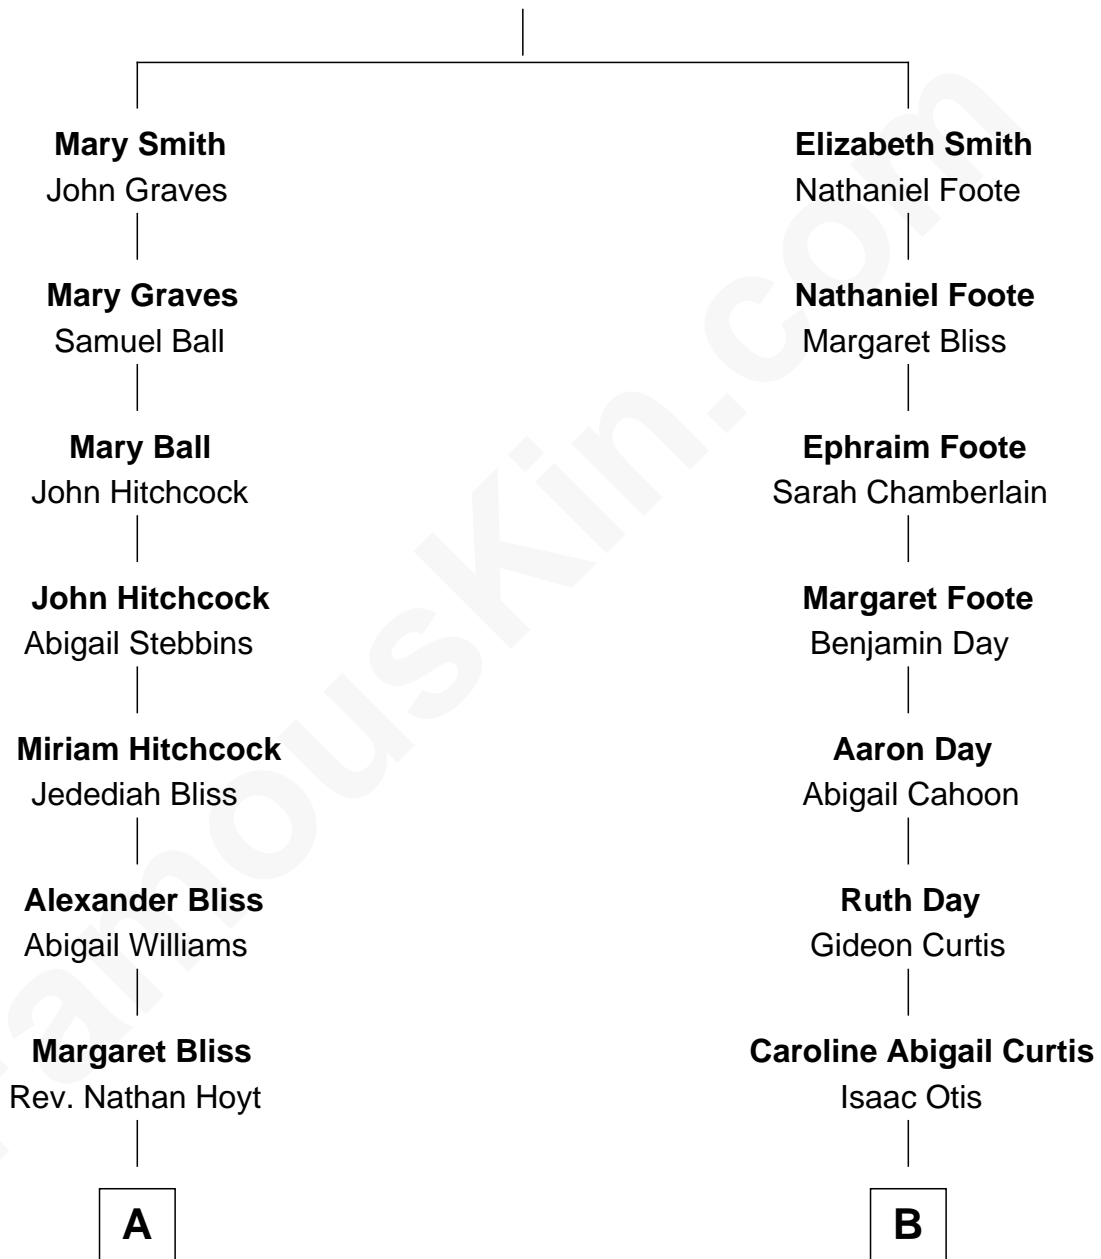 Mary Smith
John Graves
Mary Graves
Samuel Ball
Mary Ball
John Hitchcock
John Hitchcock
Abigail Stebbins
Miriam Hitchcock
Jedediah Bliss
Alexander Bliss
Abigail Williams
Margaret Bliss
Rev. Nathan Hoyt
A
Elizabeth Smith
Nathaniel Foote
Nathaniel Foote
Margaret Bliss
Ephraim Foote
Sarah Chamberlain
Margaret Foote
Benjamin Day
Aaron Day
Abigail Cahoon
Ruth Day
Gideon Curtis
Caroline Abigail Curtis
Isaac Otis
B
FamousKin.com